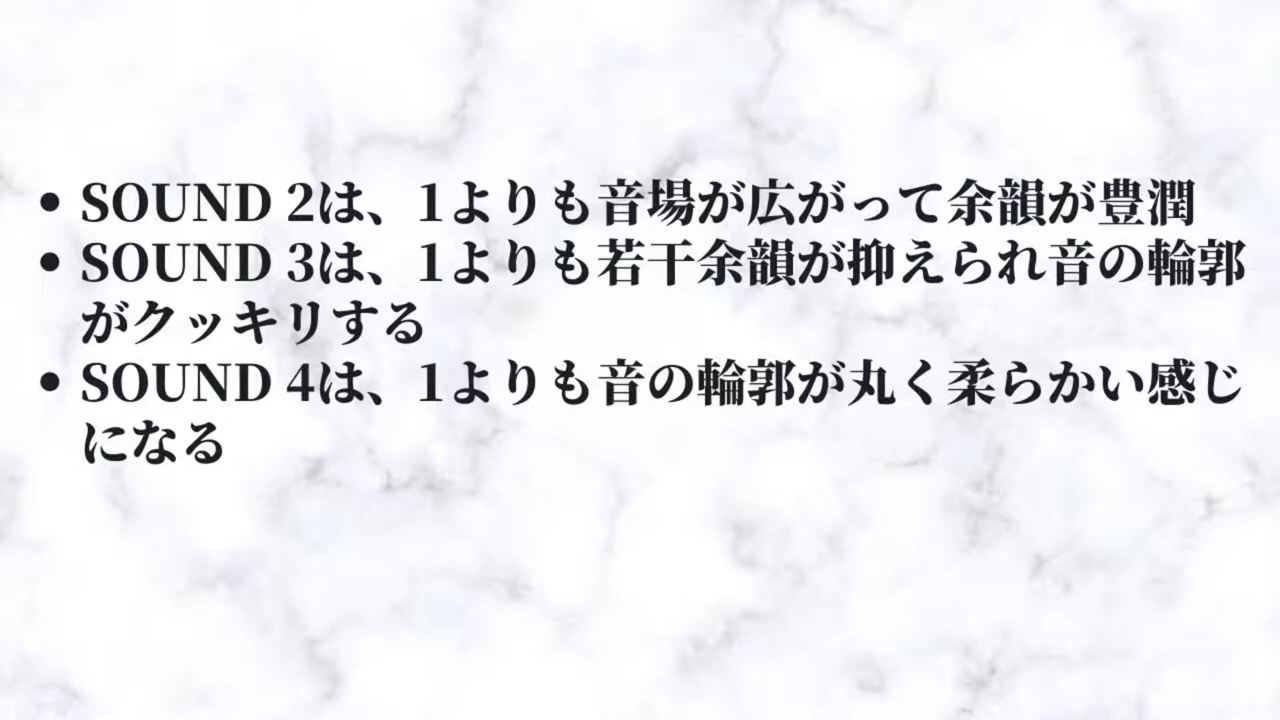 • SOUND 2は、1よりも音場が広がって余韻が豊潤
• SOUND 3は、1よりも若干余韻が抑えられ音の輪郭
がクッキリする
• SOUND 4は、1よりも音の輪郭が丸く柔らかい感じ
になる